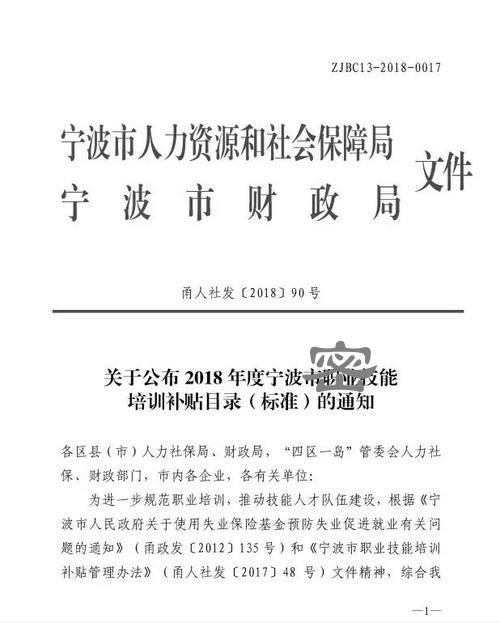 ZJBC13-2018-0017
宁波市人力资源和社会保障局
宁波市财政局
文件
甬人社发〔2018〕90号
密
关于公布2018年度宁波市职业技能
培训补贴目录（标准）的通知
各区县（市）人力社保局、财政局，“四区一岛”管委会人力社
保、财政部门，市内各企业，各有关单位：
为进一步规范职业培训，推动技能人才队伍建设，根据《宁
波市人民政府关于使用失业保险基金预防失业促进就业有关问
题的通知》（甬政发〔2012〕135号）和《宁波市职业技能培训
补贴管理办法》（甬人社发〔2017〕48 号）文件精神，综合我
—1—